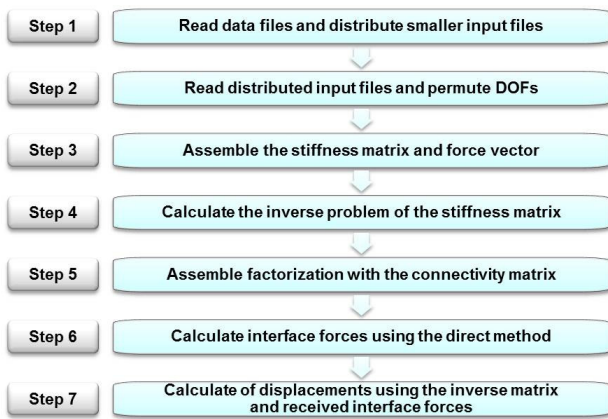 Step 1
Read data files and distribute smaller input files
Step 2
Read distributed input files and permute DOFs
Step 3
Assemble the stiffness matrix and force vector
Step 4
Calculate the inverse problem of the stiffness matrix
Step 5
Assemble factorization with the connectivity matrix
Step 6
Calculate interface forces using the direct method
Step 7
Calculate of displacements using the inverse matrix
and received interface forces